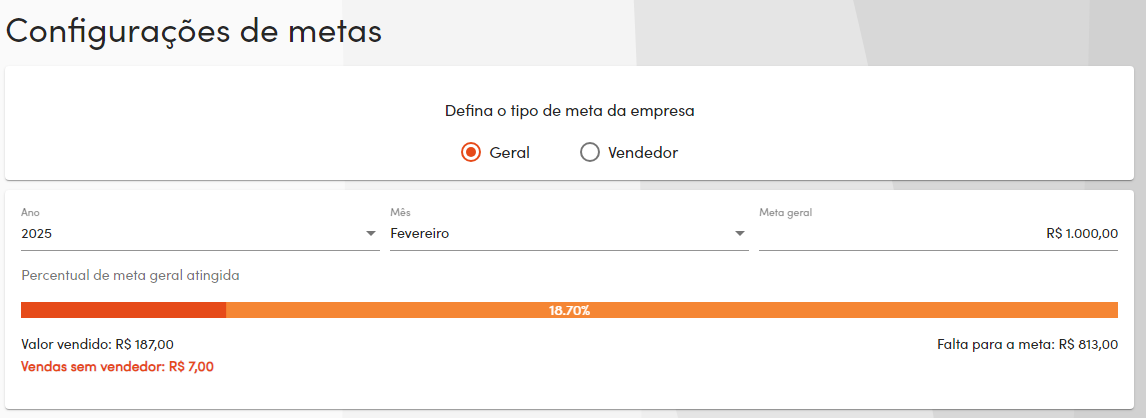 Configurações de metas
Defina o tipo de meta da empresa
Geral Vendedor
Ano Mês Meta geral
2025 Fevereiro R$ 1.000,00
Percentual de meta geral atingida
18.70%
Valor vendido: R$ 187,00 Falta para a meta: R$ 813,00
Vendas sem vendedor: R$ 7,00